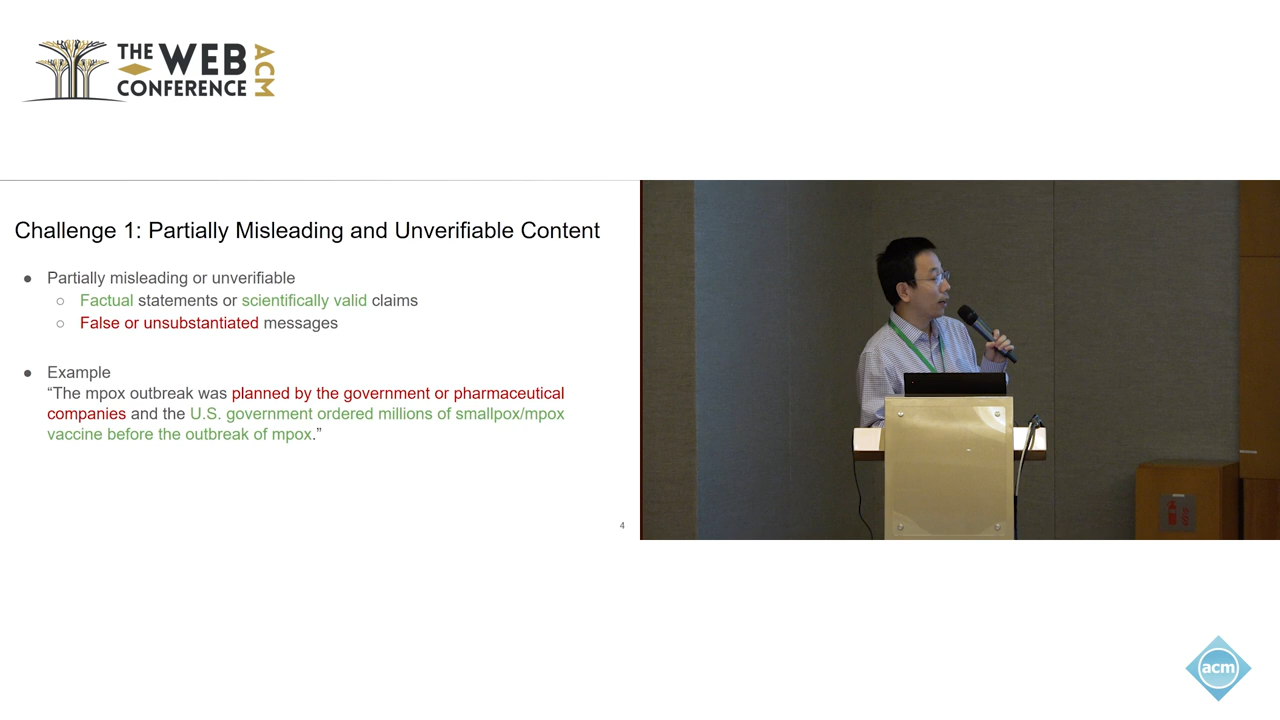 THE WEB ACM
CONFERENCE
Challenge 1: Partially Misleading and Unverifiable Content
● Partially misleading or unverifiable
○ Factual statements or scientifically valid claims
○ False or unsubstantiated messages
● Example
“The mpox outbreak was planned by the government or pharmaceutical
companies and the U.S. government ordered millions of smallpox/mpox
vaccine before the outbreak of mpox.”
4
acm